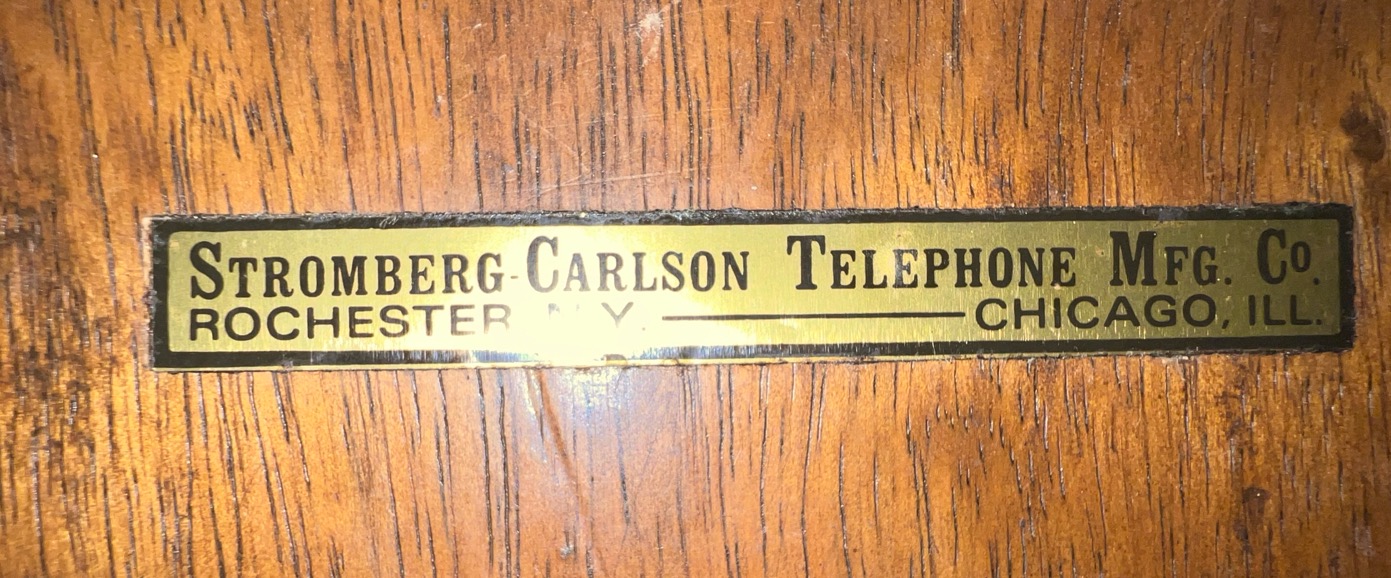 STROMBERG-CARLSON TELEPHONE MFG. CO.
ROCHESTER N.Y. CHICAGO, ILL.